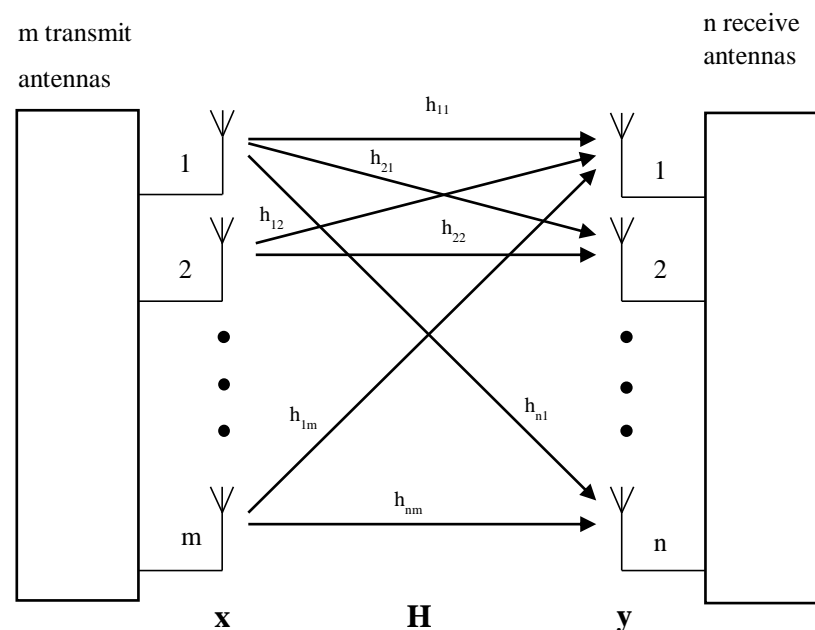 m transmit
antennas
n receive
antennas
h11
1
h21
1
h12
h22
2
2
h1m
hn1
hnm
m
n
x
H
y